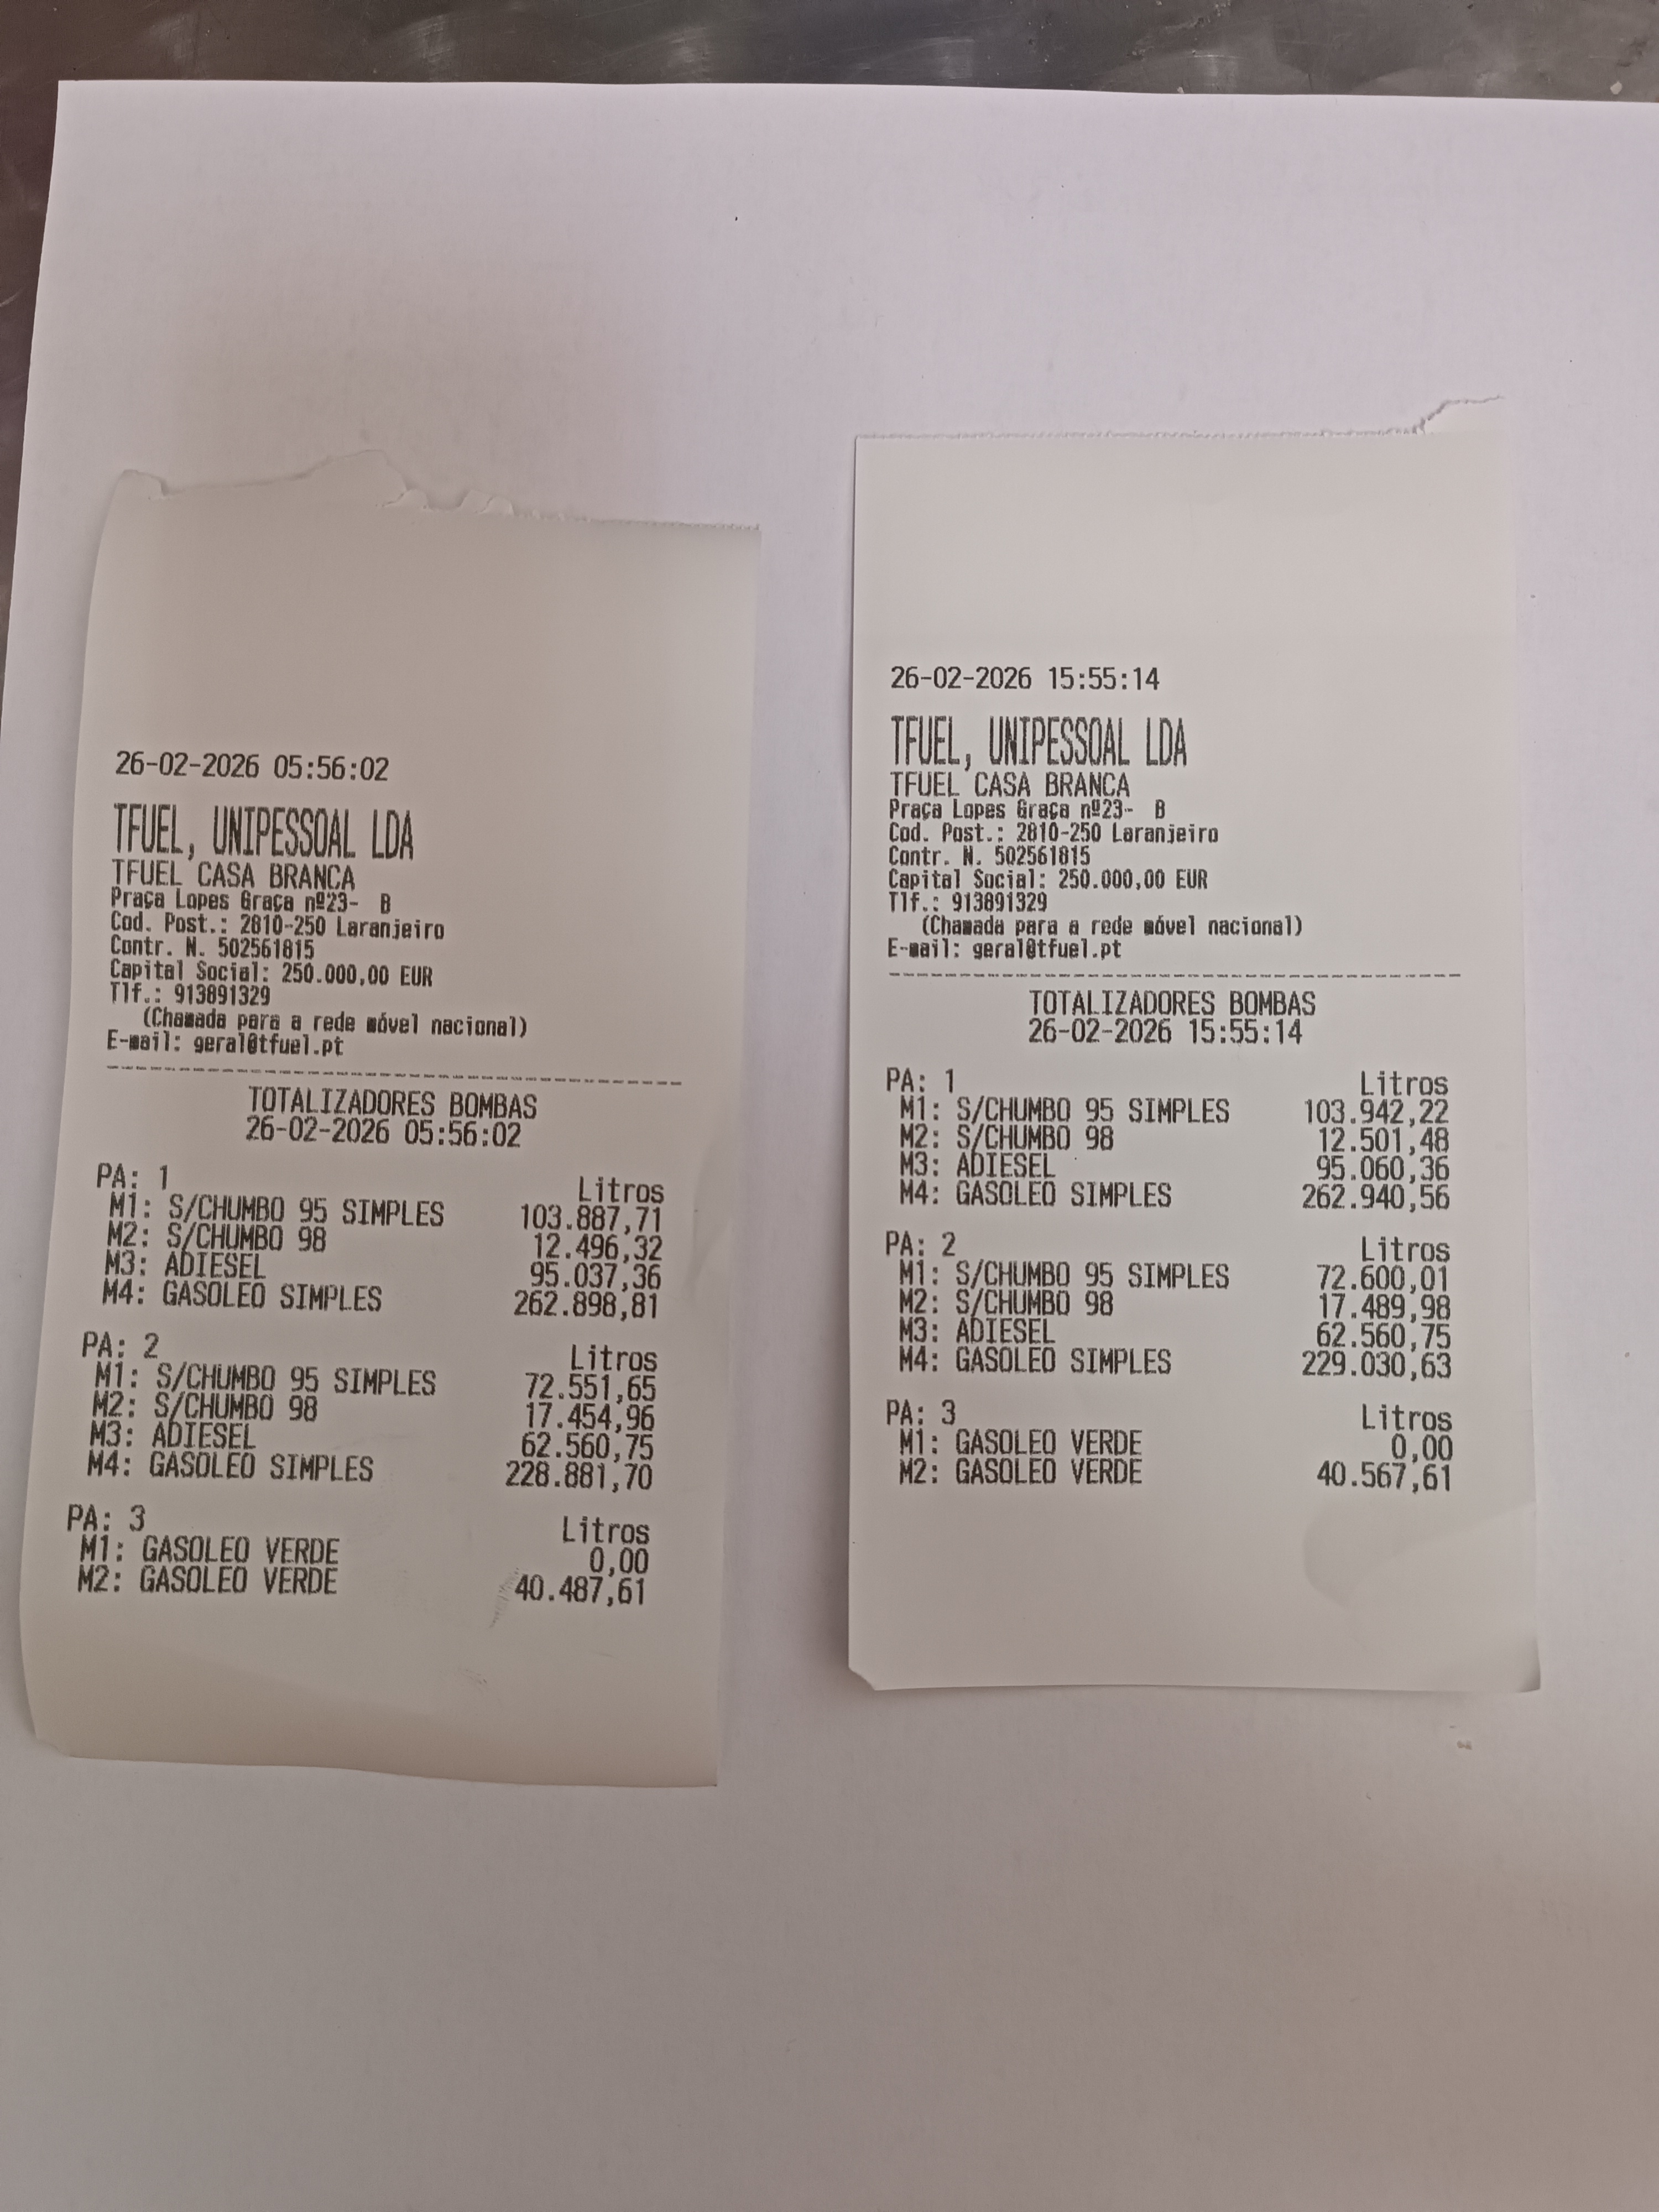 26-02-2026 05:56:02
TFUEL, UNIPESSOAL LDA
TFUEL CASA BRANCA
Praça Lopes Graça nº23-  B
Cod. Post.: 2810-250 Laranjeiro
Contr. N. 502561815
Capital Social: 250.000,00 EUR
Tlf.: 913891329
(Chamada para a rede móvel nacional)
E-mail: geral@tfuel.pt
TOTALIZADORES BOMBAS
26-02-2026 05:56:02
PA: 1 Litros
M1: S/CHUMBO 95 SIMPLES 103.887,71
M2: S/CHUMBO 98 12.496,32
M3: ADIESEL 95.037,36
M4: GASOLEO SIMPLES 262.898,81
PA: 2 Litros
M1: S/CHUMBO 95 SIMPLES 72.551,65
M2: S/CHUMBO 98 17.454,96
M3: ADIESEL 62.560,75
M4: GASOLEO SIMPLES 228.881,70
PA: 3 Litros
M1: GASOLEO VERDE 0,00
M2: GASOLEO VERDE 40.487,61
26-02-2026 15:55:14
TFUEL, UNIPESSOAL LDA
TFUEL CASA BRANCA
Praça Lopes Graça nº23-  B
Cod. Post.: 2810-250 Laranjeiro
Contr. N. 502561815
Capital Social: 250.000,00 EUR
Tlf.: 913891329
(Chamada para a rede móvel nacional)
E-mail: geral@tfuel.pt
TOTALIZADORES BOMBAS
26-02-2026 15:55:14
PA: 1 Litros
M1: S/CHUMBO 95 SIMPLES 103.942,22
M2: S/CHUMBO 98 12.501,48
M3: ADIESEL 95.060,36
M4: GASOLEO SIMPLES 262.940,56
PA: 2 Litros
M1: S/CHUMBO 95 SIMPLES 72.600,01
M2: S/CHUMBO 98 17.489,98
M3: ADIESEL 62.560,75
M4: GASOLEO SIMPLES 229.030,63
PA: 3 Litros
M1: GASOLEO VERDE 0,00
M2: GASOLEO VERDE 40.567,61